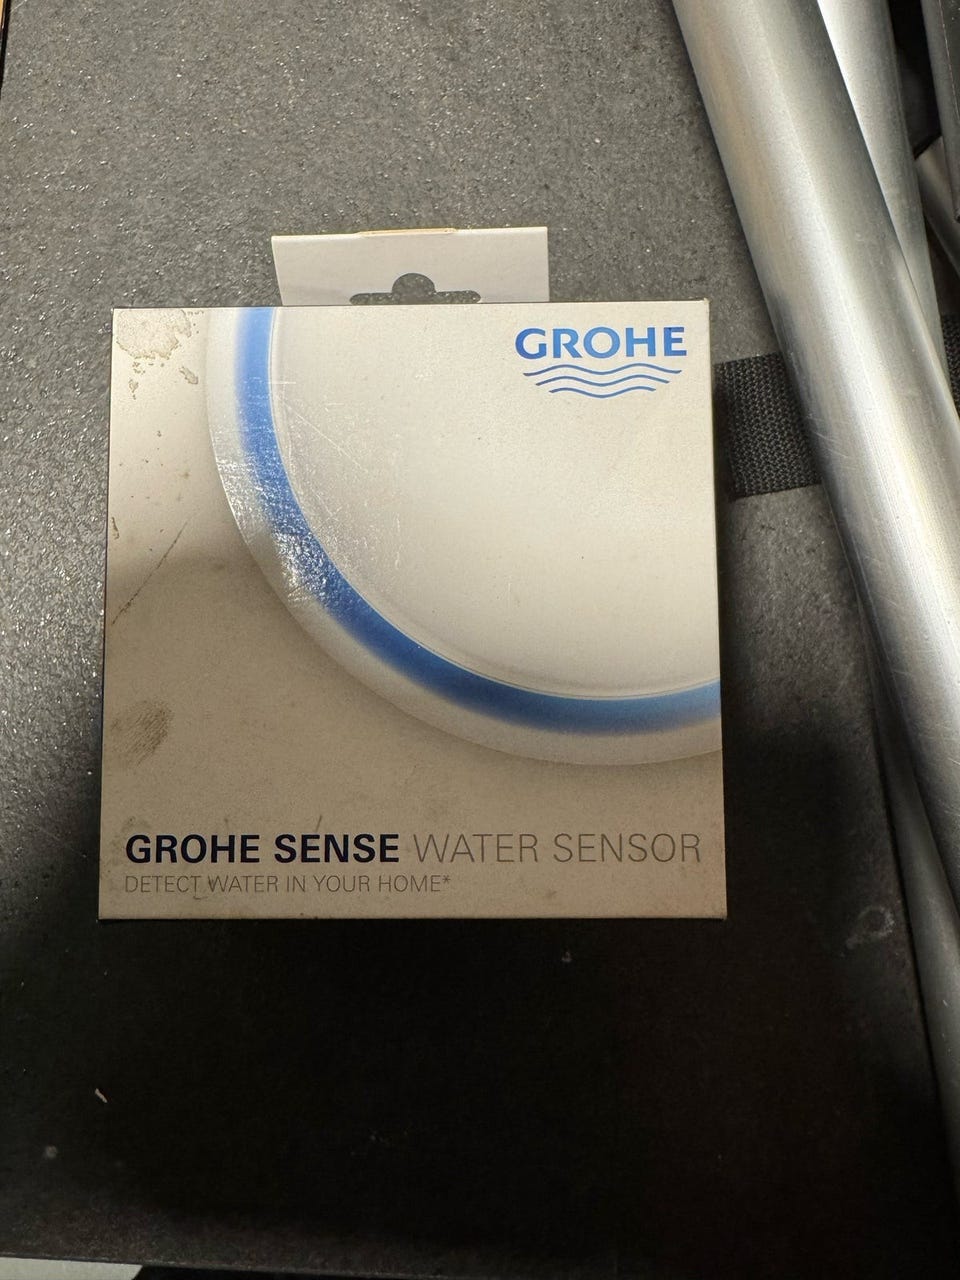 GROHE
GROHE SENSE WATER SENSOR
DETECT WATER IN YOUR HOME*